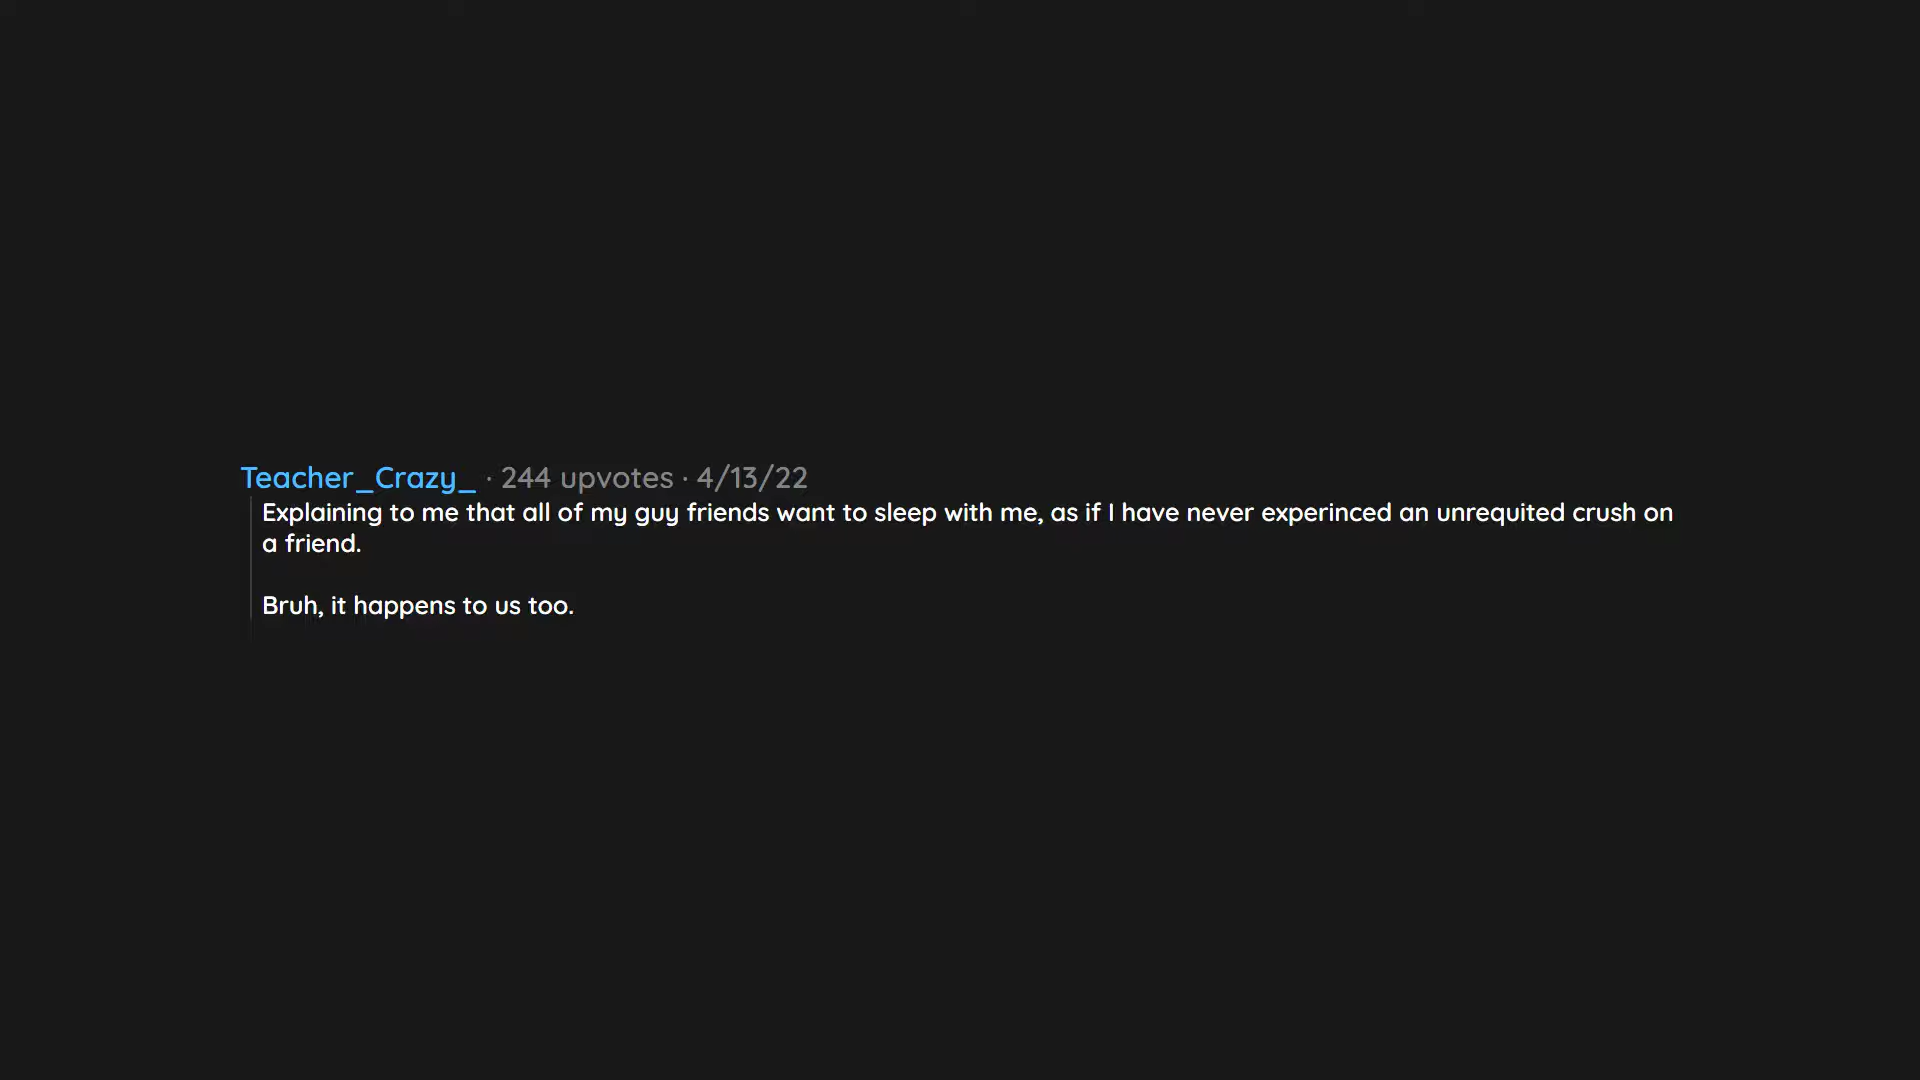 Teacher_Crazy_ · 244 upvotes · 4/13/22
Explaining to me that all of my guy friends want to sleep with me, as if I have never experinced an unrequited crush on
a friend.
Bruh, it happens to us too.